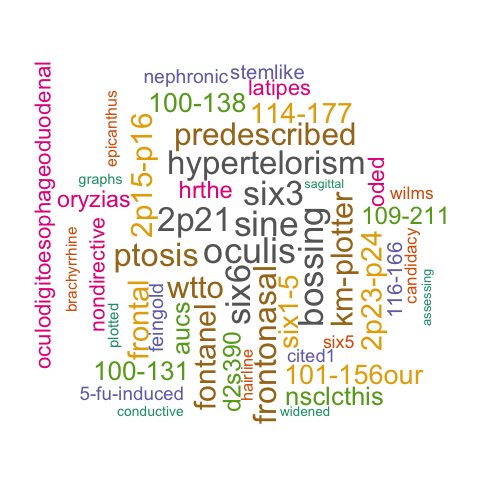 nephronic
stemlike
latipes
100-138
114-177
epicanthus
predescribed
oculodigitoesophageoduodenal
2p15-p16
hypertelorism
graphs
oryzias
hrthe
six3
sagittal
oded
wilms
2p21
sine
109-211
brachyrrhine
nondirective
ptosis
oculis
bossing
km-plotter
2p23-p24
116-166
candidacy
assessing
wtto
six6
plotted
frontal
feingold
aucs
fontanel
d2s390
hairline
frontonasal
six1-5
six5
cited1
100-131
101-156our
5-fu-induced
nsclcthis
conductive
widened